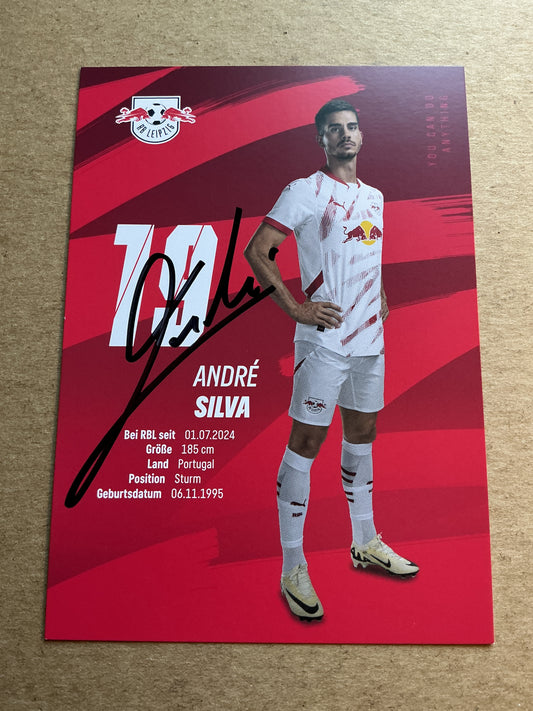 RB LEIPZIG
YOU CAN DO
ANYTHING
19
ANDRÉ
SILVA
Bei RBL seit 01.07.2024
Größe 185 cm
Land Portugal
Position Sturm
Geburtsdatum 06.11.1995